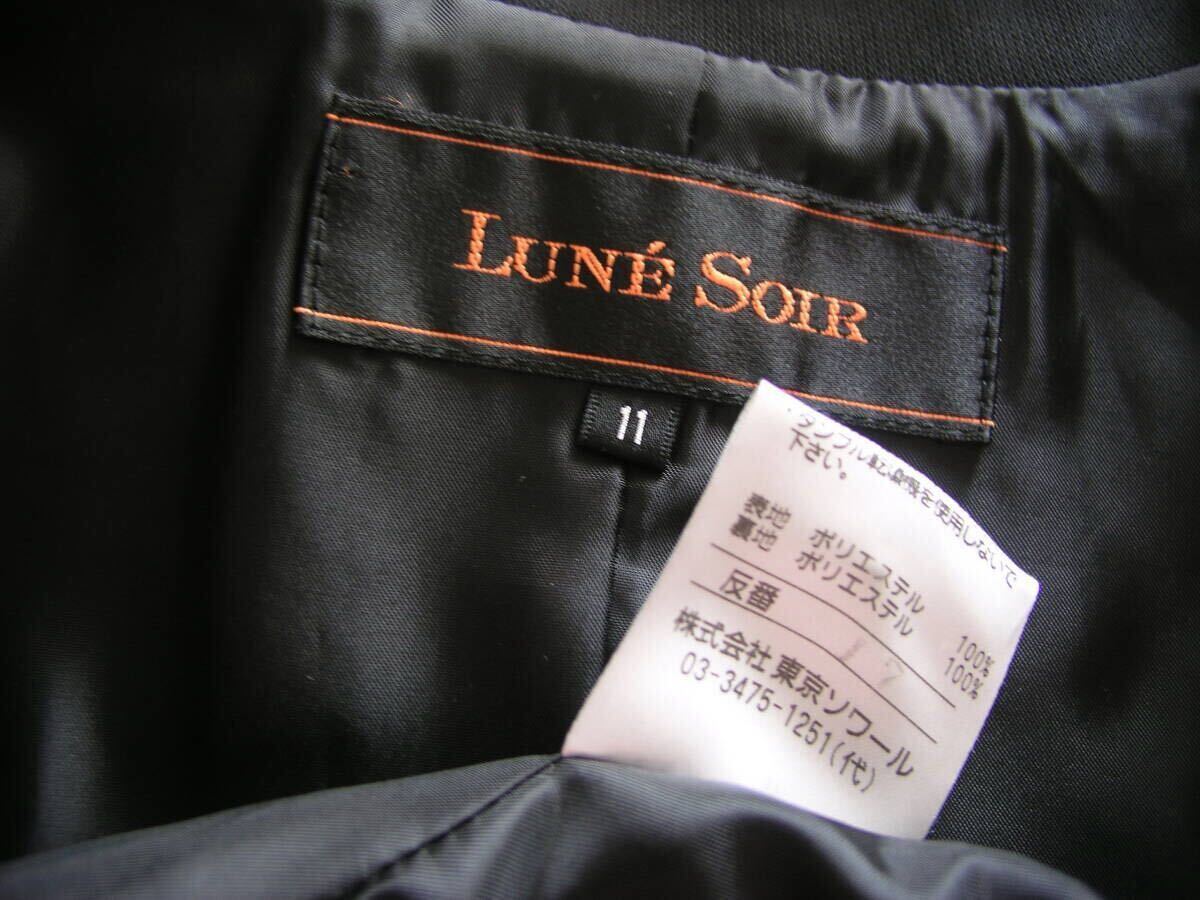 LUNÉ SOIR
11
・タンブル乾燥機を使用しないで
下さい。
表地 ポリエステル 100%
裏地 ポリエステル 100%
反番
株式会社 東京ソワール
03-3475-1251(代)